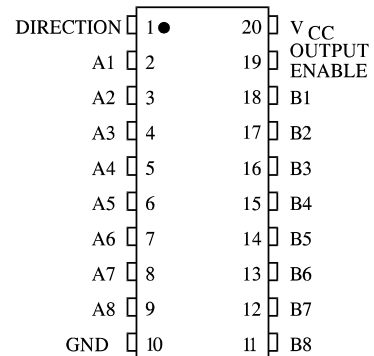 DIRECTION 1 20 VCC
A1 2 19 OUTPUT ENABLE
A2 3 18 B1
A3 4 17 B2
A4 5 16 B3
A5 6 15 B4
A6 7 14 B5
A7 8 13 B6
A8 9 12 B7
GND 10 11 B8